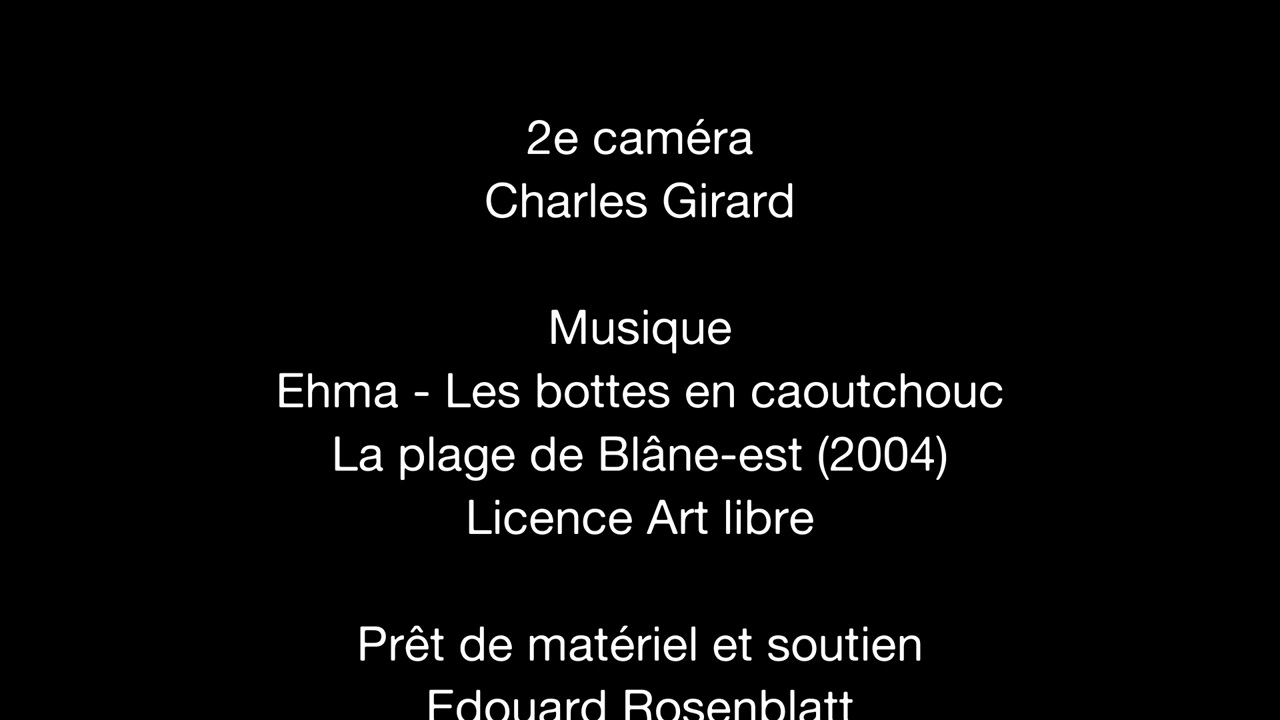 2e caméra
Charles Girard
Musique
Ehma - Les bottes en caoutchouc
La plage de Blâne-est (2004)
Licence Art libre
Prêt de matériel et soutien
Edouard Rosenblatt